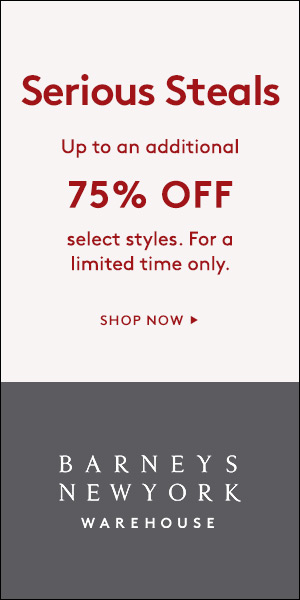 Serious Steals
Up to an additional
75% OFF
select styles. For a
limited time only.
SHOP NOW ▶
BARNEYS
NEWYORK
WAREHOUSE